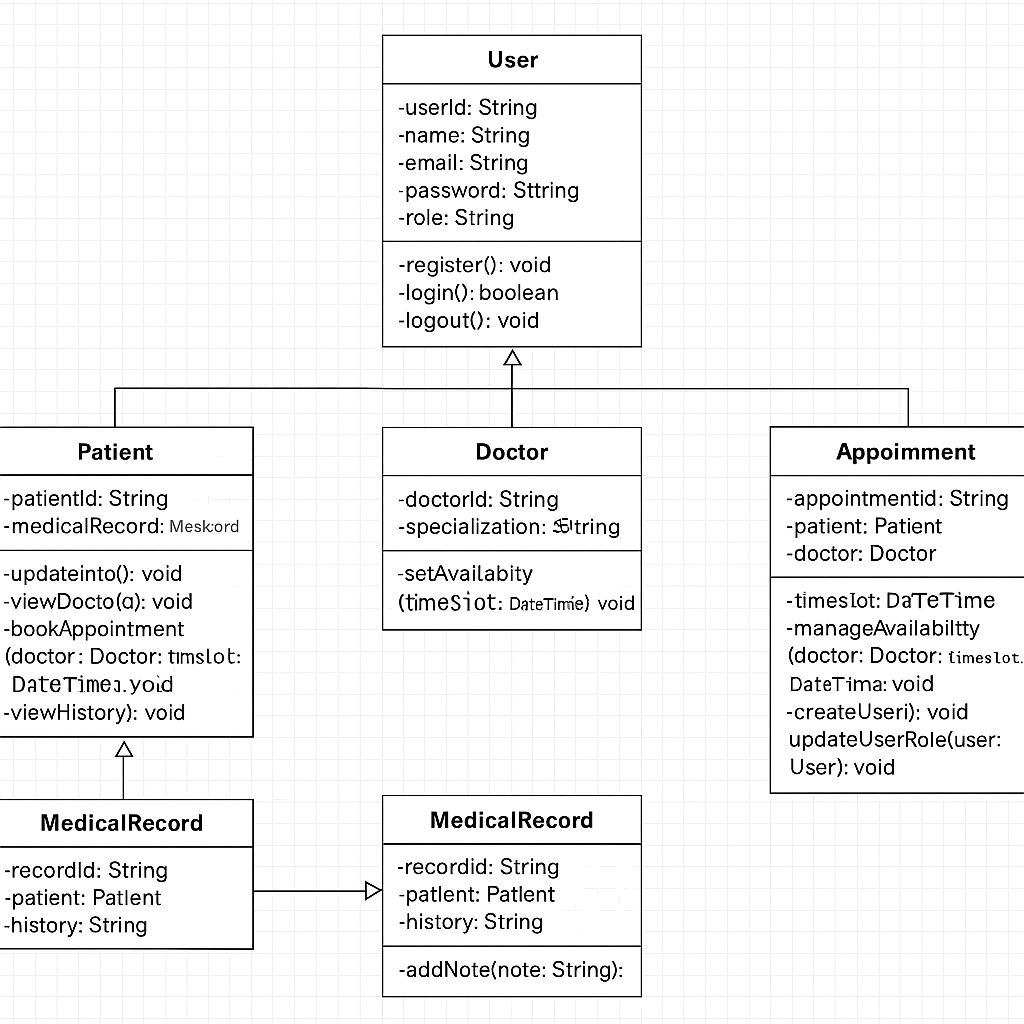 User
-userId: String
-name: String
-email: String
-password: Sttring
-role: String
-register(): void
-login(): boolean
-logout(): void
Patient
-patientId: String
-medicalRecord:
-updateinto(): void
-viewDocto(a): void
-bookAppointment
(doctor: Doctor: tımslot:
-viewHistory): void
Doctor
-doctorId: String
-specialization:
-setAvailabity
(timeSiot: DateTime) void
Appoimment
-appointmentid: String
-patient: Patient
-doctor: Doctor
-timeslot: DaTeTime
-manageAvailabiltty
(doctor: Doctor: timeslot.
DateTima: void
-createUseri): void
updateUserRole(user:
User): void
MedicalRecord
-recordId: String
-patient: Patlent
-history: String
MedicalRecord
-recordid: String
-patlent: Patlent
-history: String
-addNote(note: String):